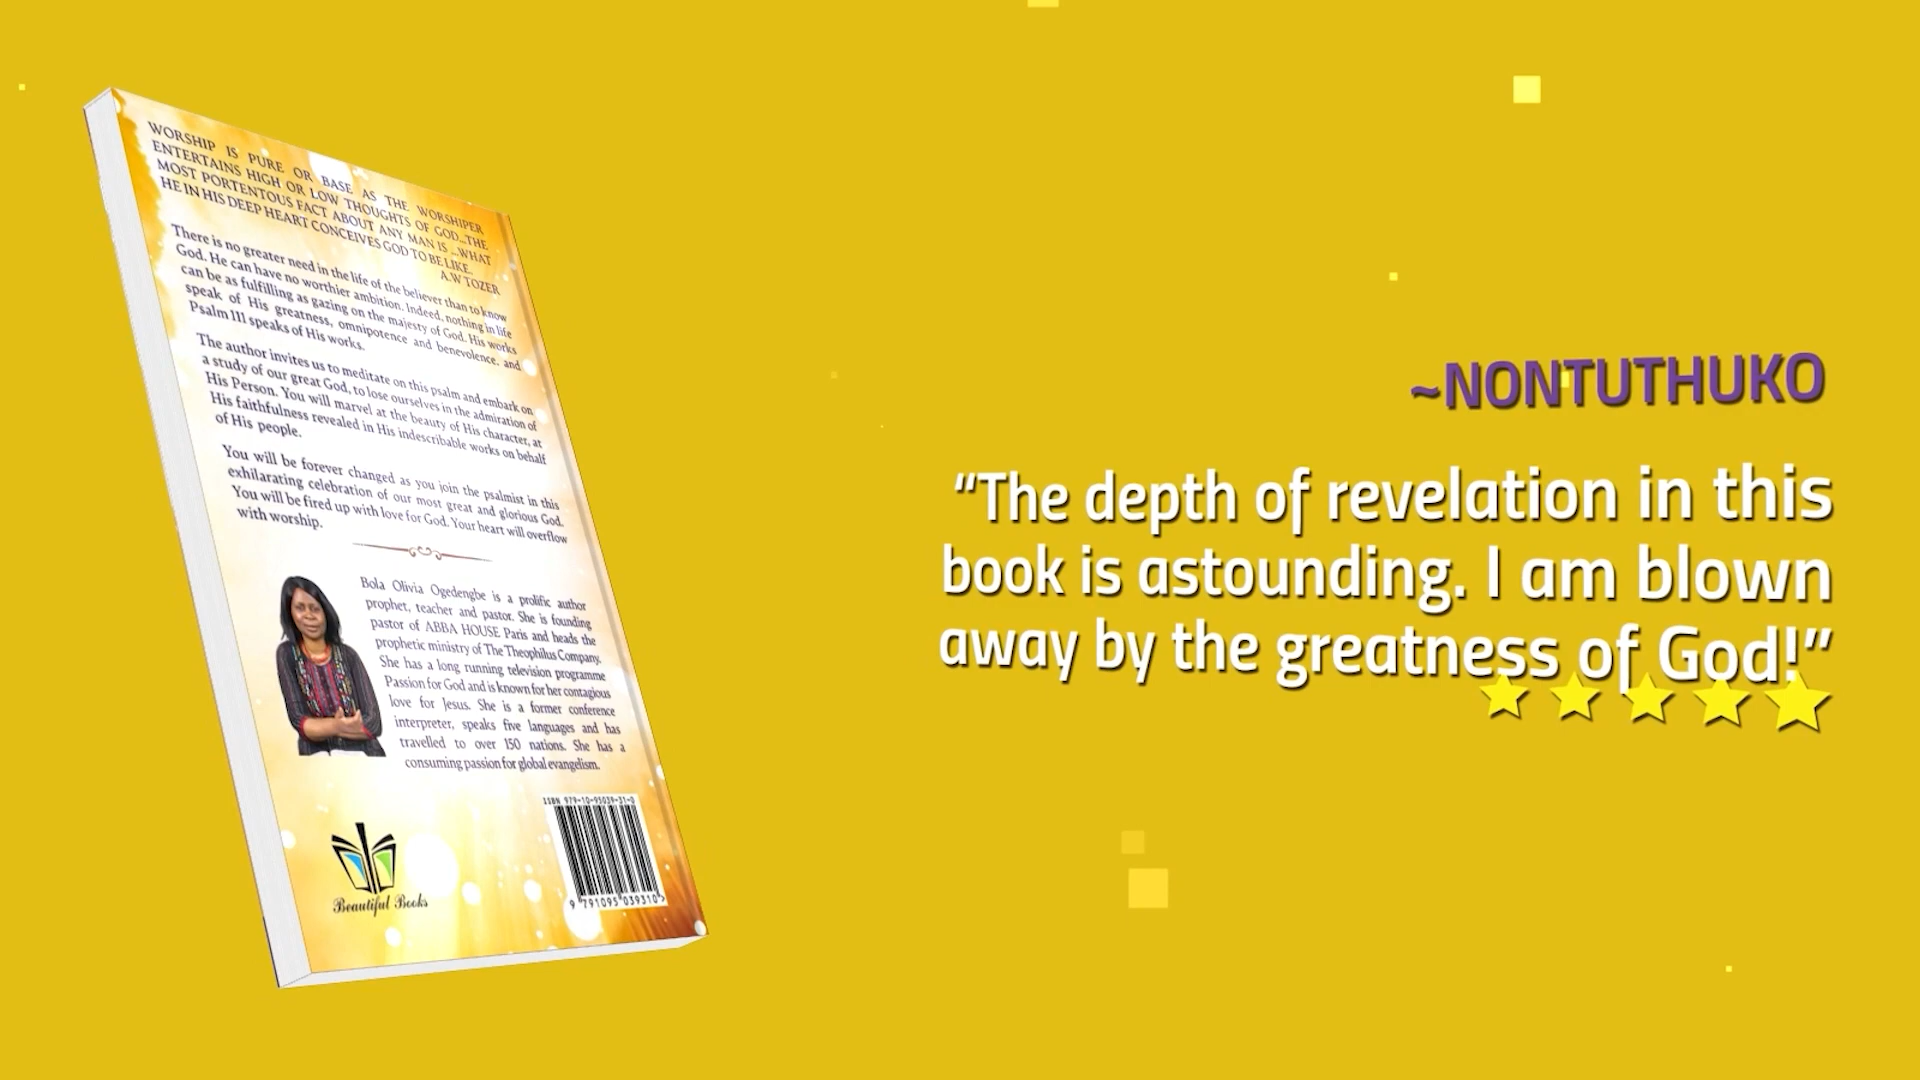 WORSHIP IS PURE OR BASE AS THE WORSHIPER
ENTERTAINS HIGH OR LOW THOUGHTS OF GOD...THE
MOST PORTENTOUS FACT ABOUT ANY MAN IS ...WHAT
HE IN HIS DEEP HEART CONCEIVES GOD TO BE LIKE.
A.W TOZER
There is no greater need in the life of the believer than to know
God. He can have no worthier ambition. Indeed, nothing in life
can be as fulfilling as gazing on the majesty of God. His works
speak of His greatness, omnipotence and benevolence, and
Psalm 111 speaks of His works.
The author invites us to meditate on this psalm and embark on
a study of our great God, to lose ourselves in the admiration of
His Person. You will marvel at the beauty of His character, at
His faithfulness revealed in His indescribable works on behalf
of His people.
You will be forever changed as you join the psalmist in this
exhilarating celebration of our most great and glorious God.
You will be fired up with love for God. Your heart will overflow
with worship.
Bola Olivia Ogedengbe is a prolific author
prophet, teacher and pastor. She is founding
pastor of ABBA HOUSE Paris and heads the
prophetic ministry of The Theophilus Company.
She has a long running television programme
Passion for God and is known for her contagious
love for Jesus. She is a former conference
interpreter, speaks five languages and has
travelled to over 150 nations. She has a
consuming passion for global evangelism.
ISBN 979-10-95039-31-0
9 791095 039310>
Beautiful Books
~NONTUTHUKO
"The depth of revelation in this
book is astounding. I am blown
away by the greatness of God!"